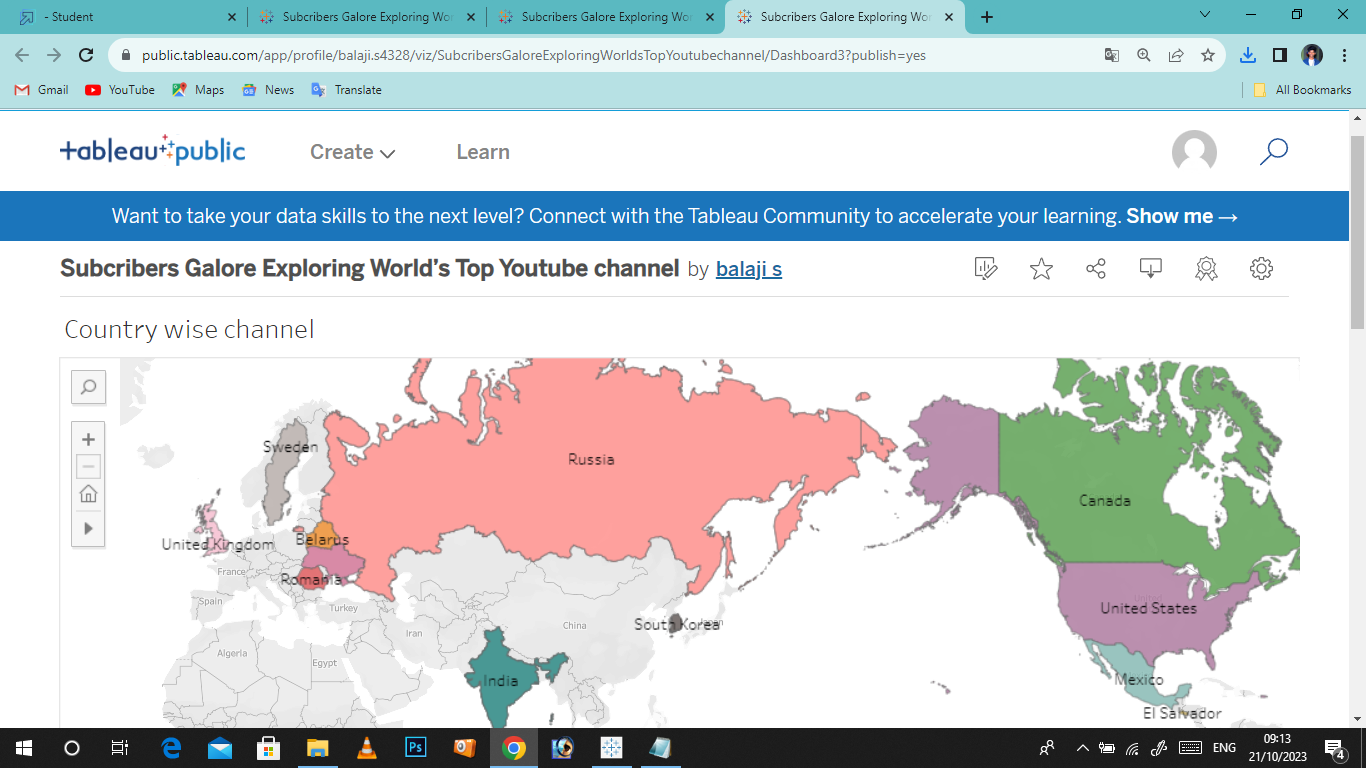 - Student
Subcribers Galore Exploring Wor
Subcribers Galore Exploring Wor
Subcribers Galore Exploring Wor
public.tableau.com/app/profile/balaji.s4328/viz/SubcribersGaloreExploringWorldsTopYoutubechannel/Dashboard3?publish=yes
Gmail
YouTube
Maps
News
Translate
All Bookmarks
tableau public
Create
Learn
Want to take your data skills to the next level? Connect with the Tableau Community to accelerate your learning. Show me →
Subcribers Galore Exploring World's Top Youtube channel by balaji s
Country wise channel
Sweden
Russia
Canada
United Kingdom
Belarus
France
Romania
Spain
Turkey
United
United States
China
South Korea
Japan
Iran
Algeria
Egypt
India
Mexico
El Salvador
Ps
ENG
09:13
21/10/2023
4